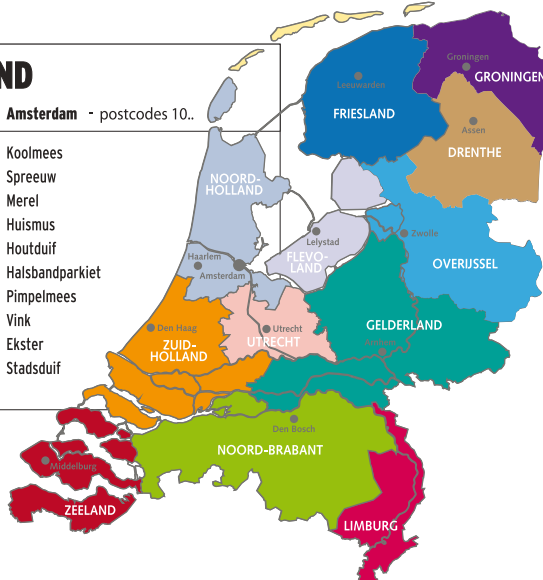 ND
Amsterdam - postcodes 10..
Koolmees
Spreeuw
Merel
Huismus
Houtduif
Halsbandparkiet
Pimpelmees
Vink
Ekster
Stadsduif
Groningen
GRONINGEN
Leeuwarden
FRIESLAND
Assen
DRENTHE
NOORD-
HOLLAND
Zwolle
Lelystad
FLEVO-
LAND
OVERIJSSEL
Haarlem
Amsterdam
Den Haag
ZUID-
HOLLAND
Utrecht
UTRECHT
GELDERLAND
Den Bosch
NOORD-BRABANT
Middelburg
ZEELAND
LIMBURG